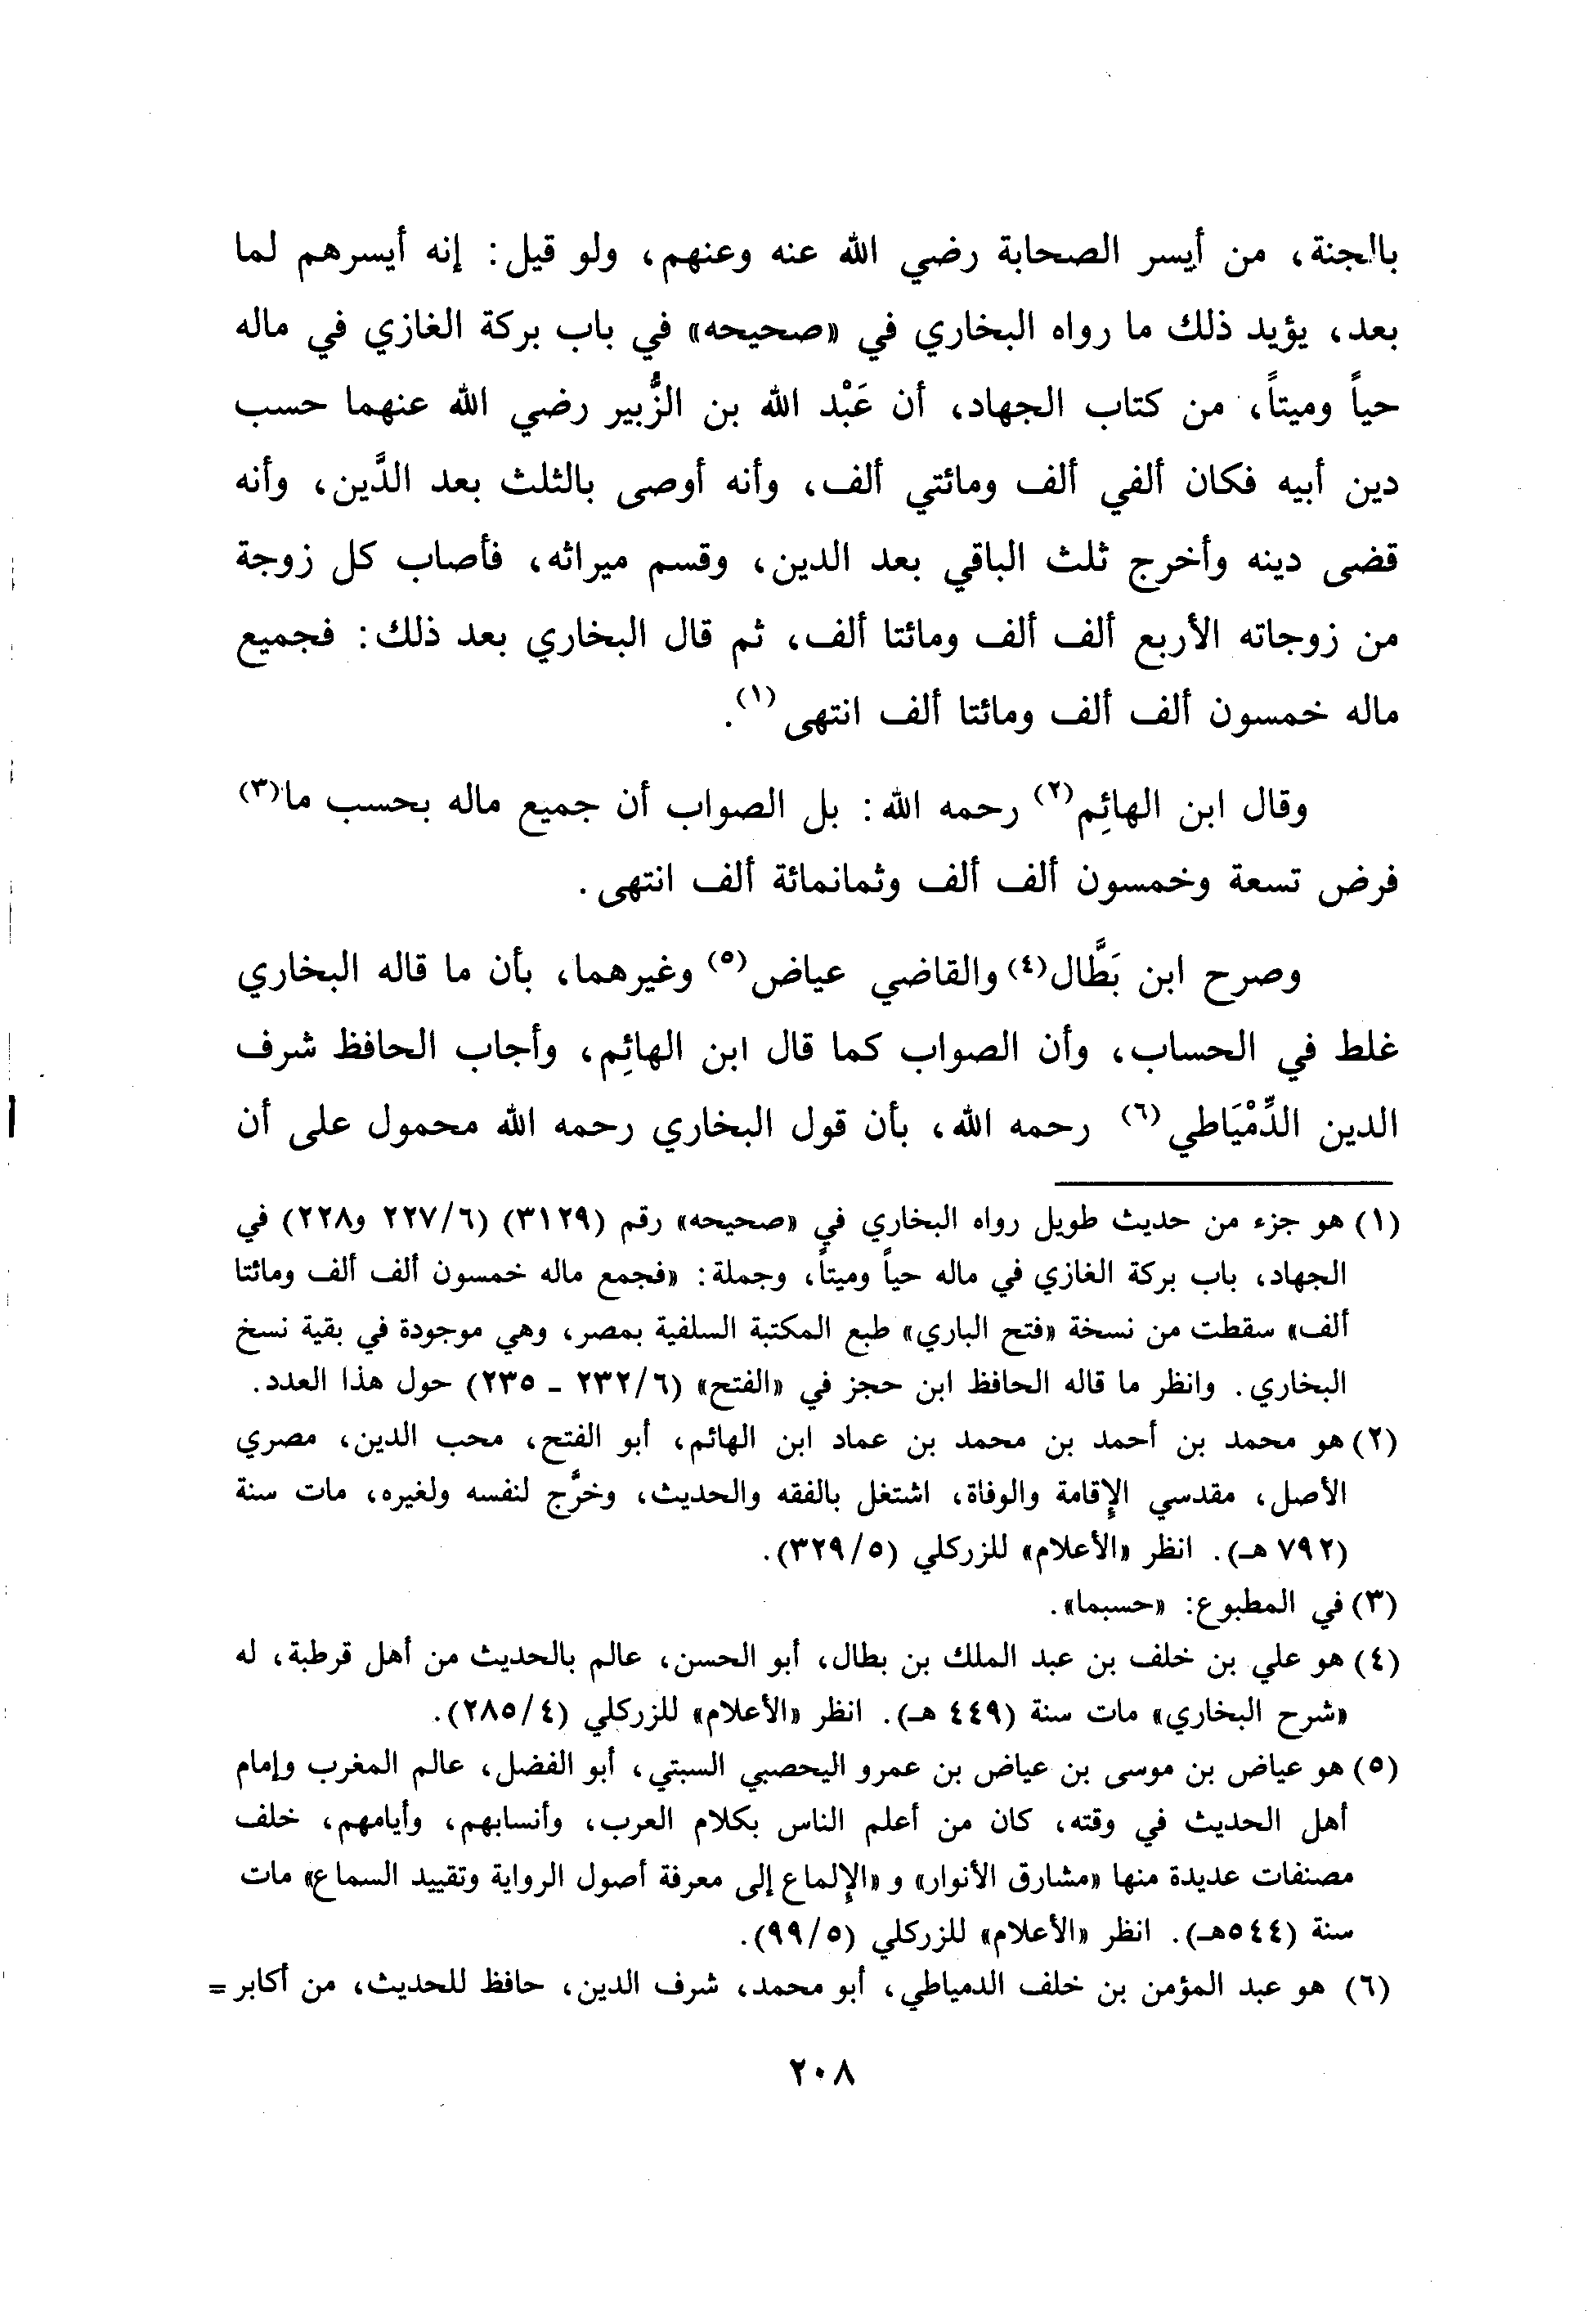 بالجنة، من أيسر الصحابة رضي الله عنه وعنهم، ولو قيل: إنه أيسرهم لما
بعد، يؤيد ذلك ما رواه البخاري في «صحيحه» في باب بركة الغازي في ماله
حياً وميتاً، من كتاب الجهاد، أن عَبْد الله بن الزُّبير رضي الله عنهما حسب
دين أبيه فكان ألفي ألف ومائتي ألف، وأنه أوصى بالثلث بعد الدَّين، وأنه
قضى دينه وأخرج ثلث الباقي بعد الدين، وقسم ميراثه، فأصاب كل زوجة
من زوجاته الأربع ألف ألف ومائتا ألف، ثم قال البخاري بعد ذلك: فجميع
ماله خمسون ألف ألف ومائتا ألف انتهى(١).
وقال ابن الهائِم(٢) رحمه الله: بل الصواب أن جميع ماله بحسب ما(٣)
فرض تسعة وخمسون ألف ألف وثمانمائة ألف انتهى.
وصرح ابن بَطَّال(٤) والقاضي عياض(٥) وغيرهما، بأن ما قاله البخاري
غلط في الحساب، وأن الصواب كما قال ابن الهائِم، وأجاب الحافظ شرف
الدين الدِّمْيَاطي(٦) رحمه الله، بأن قول البخاري رحمه الله محمول على أن
(١) هو جزء من حديث طويل رواه البخاري في «صحيحه» رقم (٣١٢٩) (٦/٢٢٧ و٢٢٨) في
الجهاد، باب بركة الغازي في ماله حياً وميتاً، وجملة: «فجمع ماله خمسون ألف ألف ومائتا
ألف» سقطت من نسخة «فتح الباري» طبع المكتبة السلفية بمصر، وهي موجودة في بقية نسخ
البخاري. وانظر ما قاله الحافظ ابن حجز في «الفتح» (٦/٢٣٢ - ٢٣٥) حول هذا العدد.
(٢) هو محمد بن أحمد بن محمد بن عماد ابن الهائم، أبو الفتح، محب الدين، مصري
الأصل، مقدسي الإقامة والوفاة، اشتغل بالفقه والحديث، وخرَّج لنفسه ولغيره، مات سنة
(٧٩٢ هـ). انظر «الأعلام» للزركلي (٥/٣٢٩).
(٣) في المطبوع: «حسبما».
(٤) هو علي بن خلف بن عبد الملك بن بطال، أبو الحسن، عالم بالحديث من أهل قرطبة، له
«شرح البخاري» مات سنة (٤٤٩ هـ). انظر «الأعلام» للزركلي (٤/٢٨٥).
(٥) هو عياض بن موسى بن عياض بن عمرو اليحصبي السبتي، أبو الفضل، عالم المغرب وإمام
أهل الحديث في وقته، كان من أعلم الناس بكلام العرب، وأنسابهم، وأيامهم، خلف
مصنفات عديدة منها «مشارق الأنوار» و «الإلماع إلى معرفة أصول الرواية وتقييد السماع» مات
سنة (٥٤٤هـ). انظر «الأعلام» للزركلي (٥/٩٩).
(٦) هو عبد المؤمن بن خلف الدمياطي، أبو محمد، شرف الدين، حافظ للحديث، من أكابر =
٢٠٨